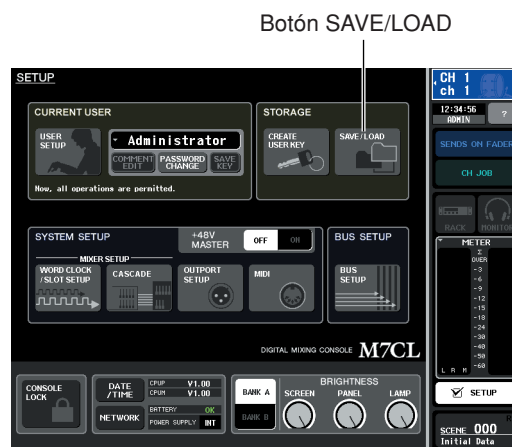 Botón SAVE/LOAD
SETUP
CURRENT USER
USER SETUP
Administrator
COMMENT EDIT
PASSWORD CHANGE
SAVE KEY
Now, all operations are permitted.
STORAGE
CREATE USER KEY
SAVE/LOAD
SYSTEM SETUP
+48V MASTER
OFF
ON
MIXER SETUP
WORD CLOCK /SLOT SETUP
CASCADE
OUTPORT SETUP
MIDI
BUS SETUP
BUS SETUP
DIGITAL MIXING CONSOLE M7CL
CONSOLE LOCK
DATE /TIME
CPUP V1.00
CPUM V1.00
NETWORK
BATTERY OK
POWER SUPPLY INT
BANK A
BANK B
BRIGHTNESS
SCREEN
PANEL
LAMP
CH 1
ch 1
12:34:56
ADMIN
?
SENDS ON FADER
CH JOB
RACK
MONITOR
METER
Σ
OVER
-3
-6
-9
-12
-15
-18
-24
-30
-40
-50
-60
L R M
SETUP
SCENE 000
Initial Data